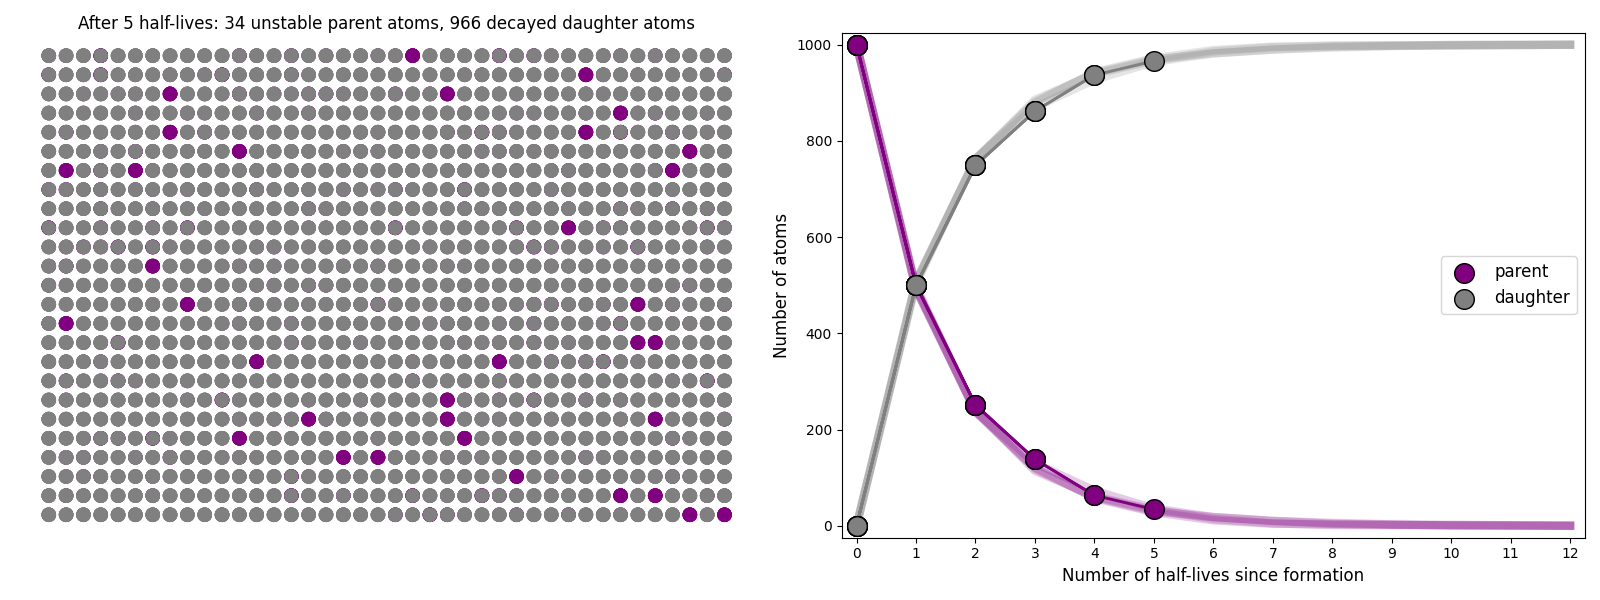 After 5 half-lives: 34 unstable parent atoms, 966 decayed daughter atoms
1000
800
600
400
200
0
Number of atoms
parent
daughter
0 1 2 3 4 5 6 7 8 9 10 11 12
Number of half-lives since formation